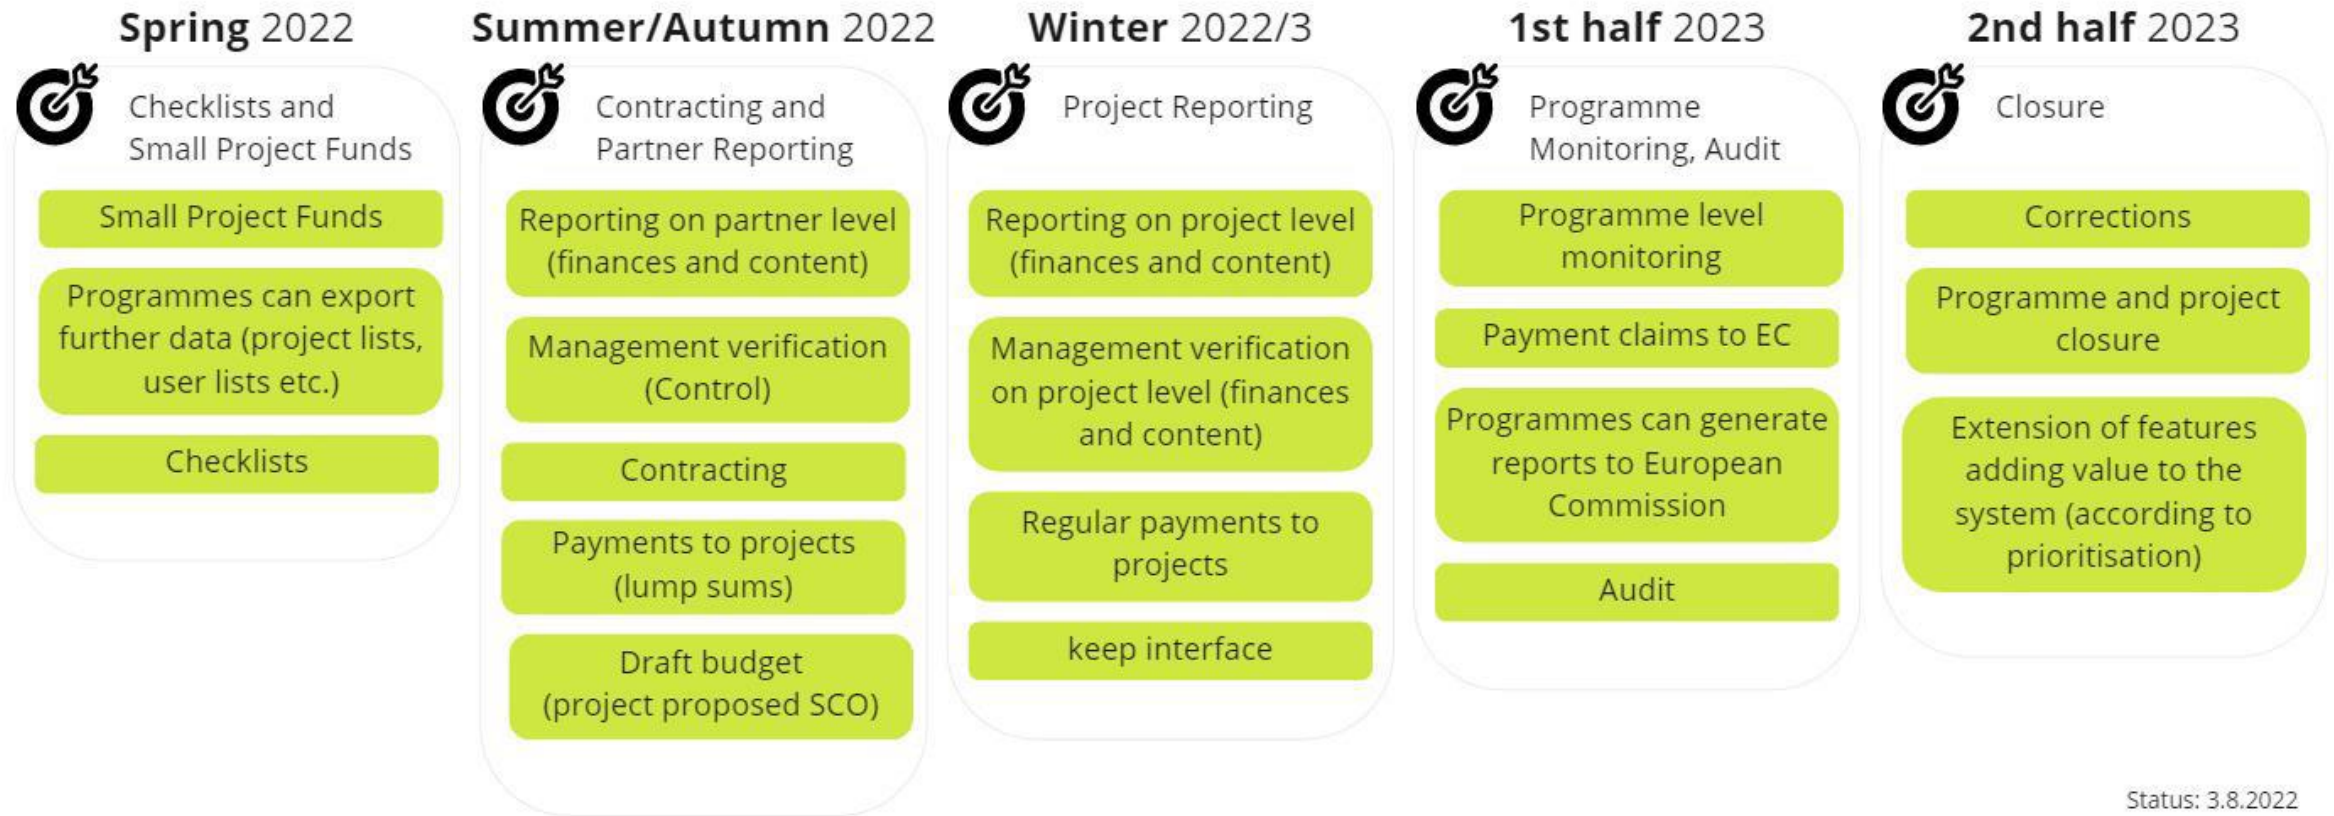 Spring 2022
Checklists and
Small Project Funds
Small Project Funds
Programmes can export
further data (project lists,
user lists etc.)
Checklists
Summer/Autumn 2022
Contracting and
Partner Reporting
Reporting on partner level
(finances and content)
Management verification
(Control)
Contracting
Payments to projects
(lump sums)
Draft budget
(project proposed SCO)
Winter 2022/3
Project Reporting
Reporting on project level
(finances and content)
Management verification
on project level (finances
and content)
Regular payments to
projects
keep interface
1st half 2023
Programme
Monitoring, Audit
Programme level
monitoring
Payment claims to EC
Programmes can generate
reports to European
Commission
Audit
2nd half 2023
Closure
Corrections
Programme and project
closure
Extension of features
adding value to the
system (according to
prioritisation)
Status: 3.8.2022